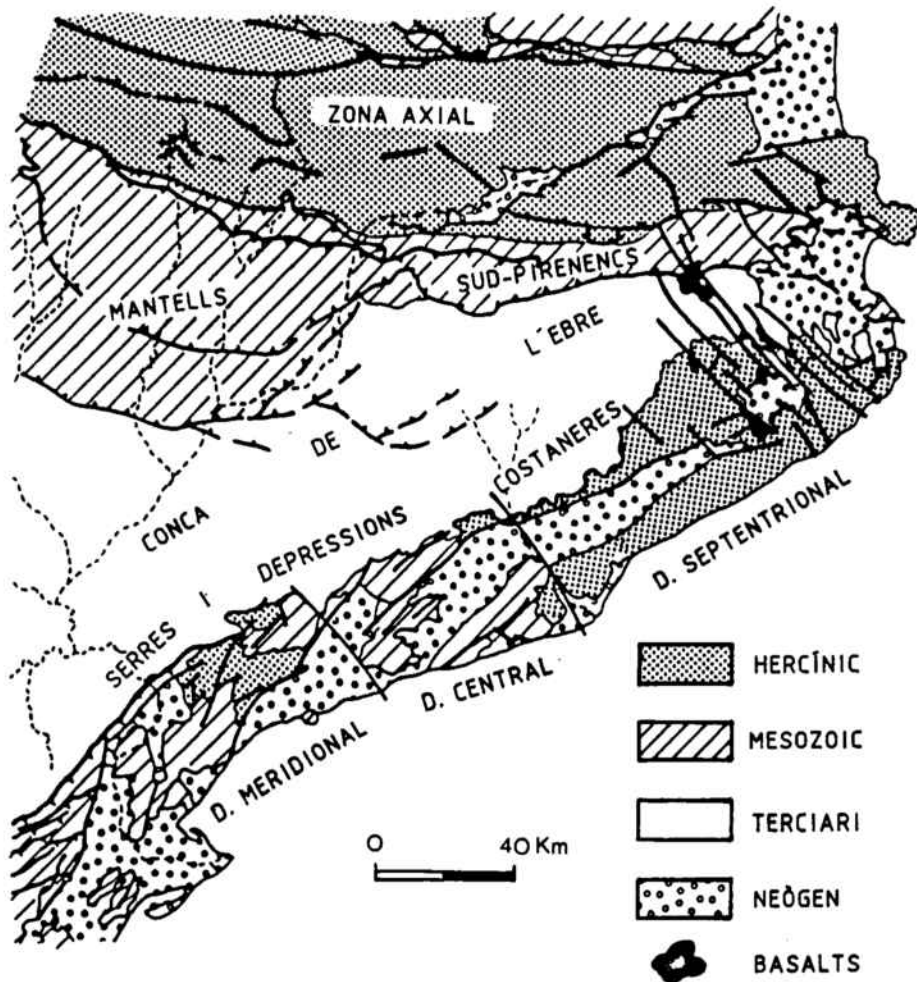 ZONA AXIAL
SUD-PIRENENCS
MANTELLS
L'EBRE
DE
CONCA
COSTANERES
DEPRESSIONS
I
SERRES
D. SEPTENTRIONAL
D. CENTRAL
D. MERIDIONAL
0 40 Km
HERCÍNIC
MESOZOIC
TERCIARI
NEÒGEN
BASALTS